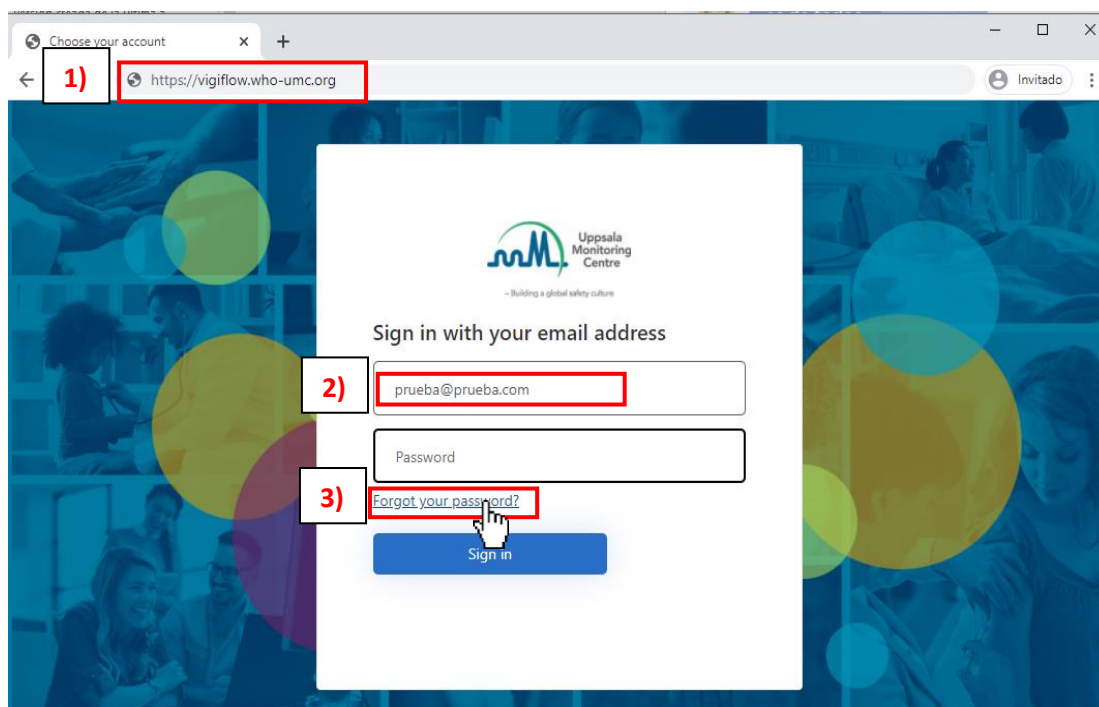 Choose your account
1)
https://vigiflow.who-umc.org
Invitado
Uppsala
Monitoring
Centre
– Building a global safety culture
Sign in with your email address
2)
prueba@prueba.com
Password
3)
Forgot your password?
Sign in